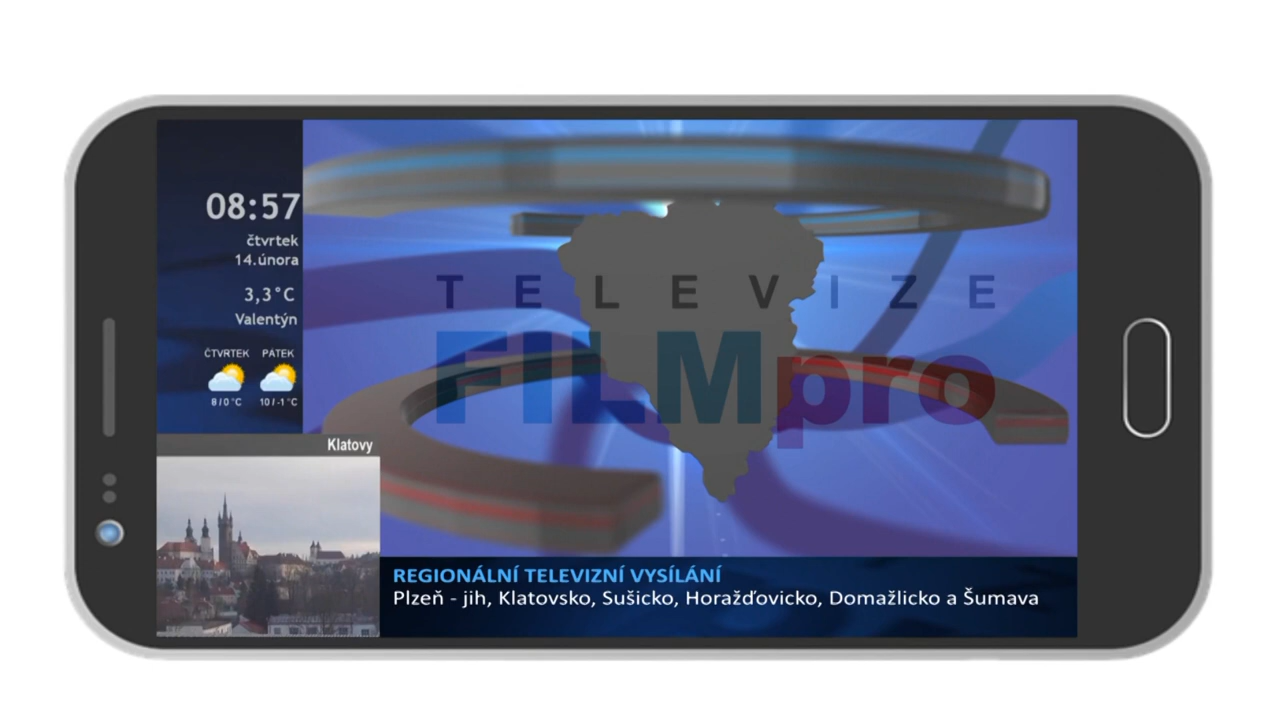 08:57
čtvrtek
14.února
3,3°C
Valentýn
ČTVRTEK PÁTEK
8/0°C 10/-1°C
TELEVIZE
FILMpro
Klatovy
REGIONÁLNÍ TELEVIZNÍ VYSÍLÁNÍ
Plzeň - jih, Klatovsko, Sušicko, Horažďovicko, Domažlicko a Šumava